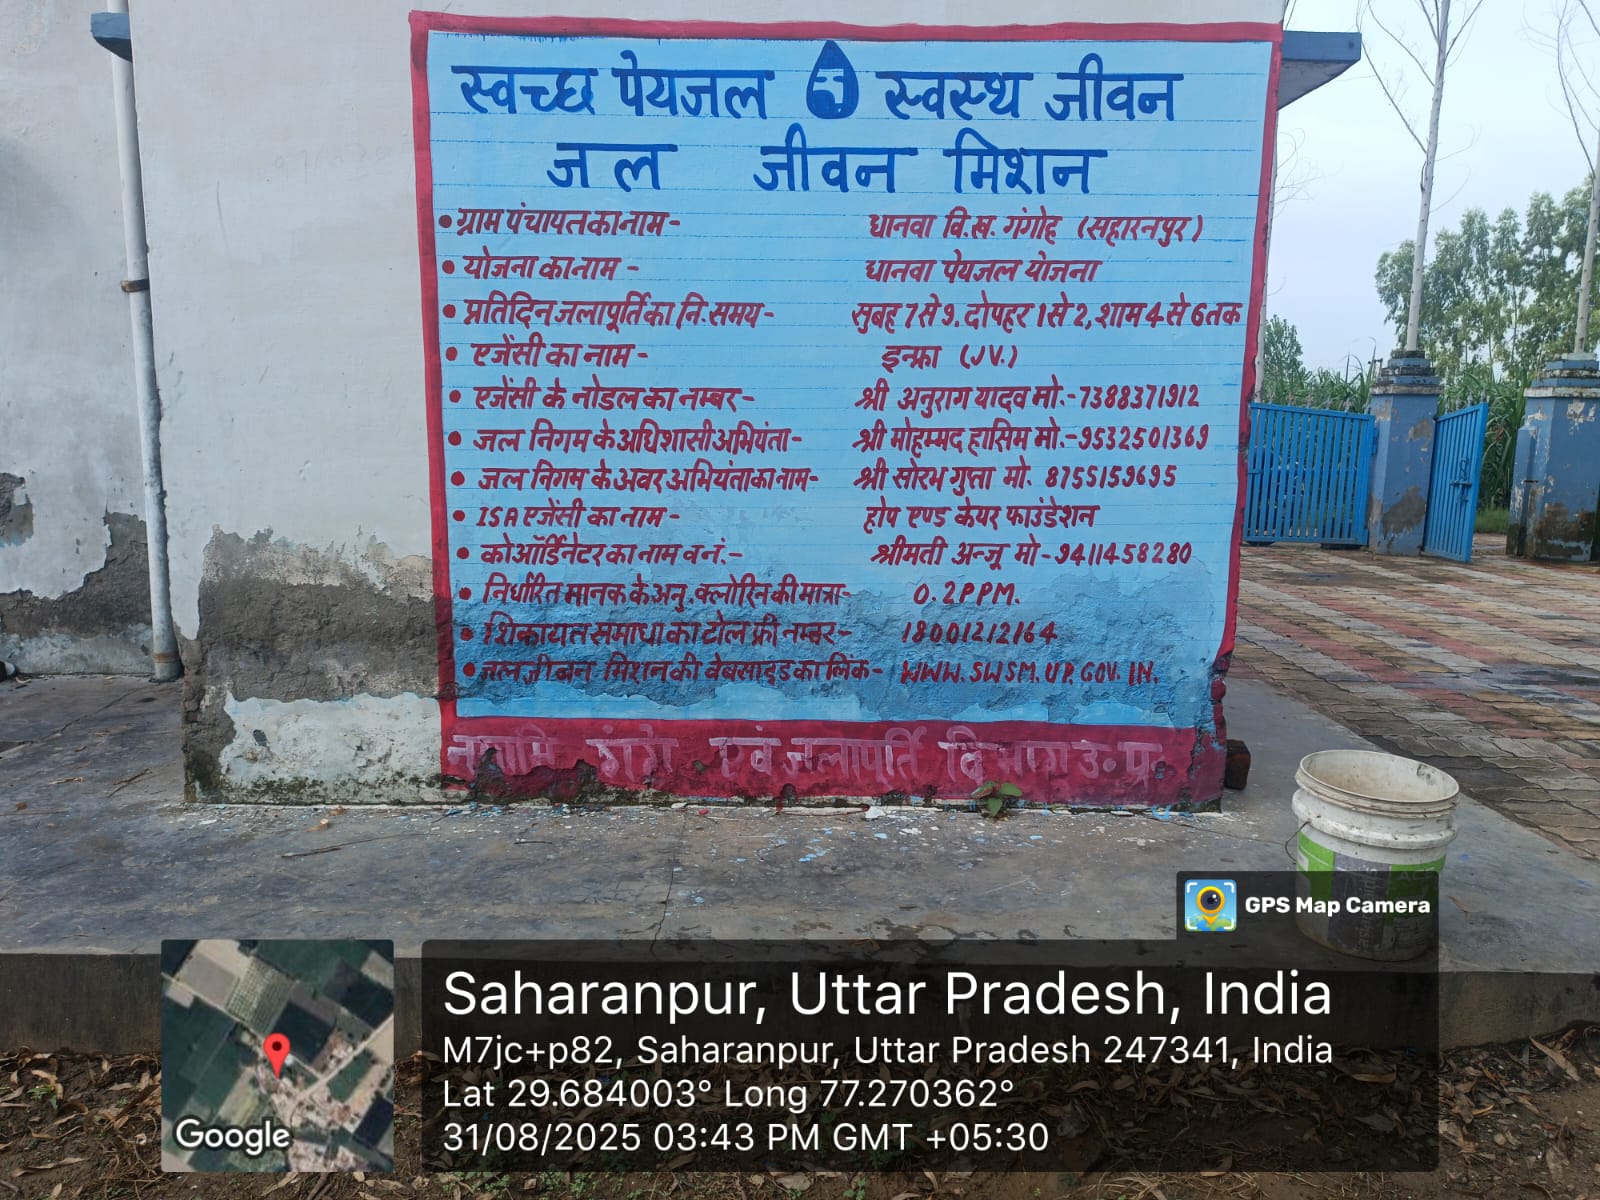 स्वच्छ पेयजल स्वस्थ जीवन
जल जीवन मिशन
• ग्राम पंचायत का नाम- धानवा वि.ख. गंगोह (सहारनपुर)
• योजना का नाम - धानवा पेयजल योजना
• प्रतिदिन जलापूर्ति का नि. समय- सुबह 7 से 9, दोपहर 1 से 2, शाम 4 से 6 तक
• एजेंसी का नाम - इन्फ्रा (JV.)
• एजेंसी के नोडल का नम्बर- श्री अनुराग यादव मो.-7388371912
• जल निगम के अधिशासी अभियंता- श्री मोहम्मद हासिम मो.-9532501369
• जल निगम के अवर अभियंता का नाम- श्री सोरभ गुप्ता मो. 8755159695
• ISA एजेंसी का नाम - होप एण्ड केयर फाउंडेशन
• कोऑर्डिनेटर का नाम व नं.- श्रीमती अन्जू मो-9411458280
• निर्धारित मानक के अनु. क्लोरिन की मात्रा- 0.2PPM.
• शिकायत समाधा का टोल फ्री नम्बर- 18001212164
• जल जीवन मिशन की वेबसाइड का लिंक- WWW.SWSM.UP.GOV.IN.
नमामि गंगे एवं जलापूर्ति विभाग उ.प्र.
GPS Map Camera
Saharanpur, Uttar Pradesh, India
M7jc+p82, Saharanpur, Uttar Pradesh 247341, India
Lat 29.684003° Long 77.270362°
31/08/2025 03:43 PM GMT +05:30
Google